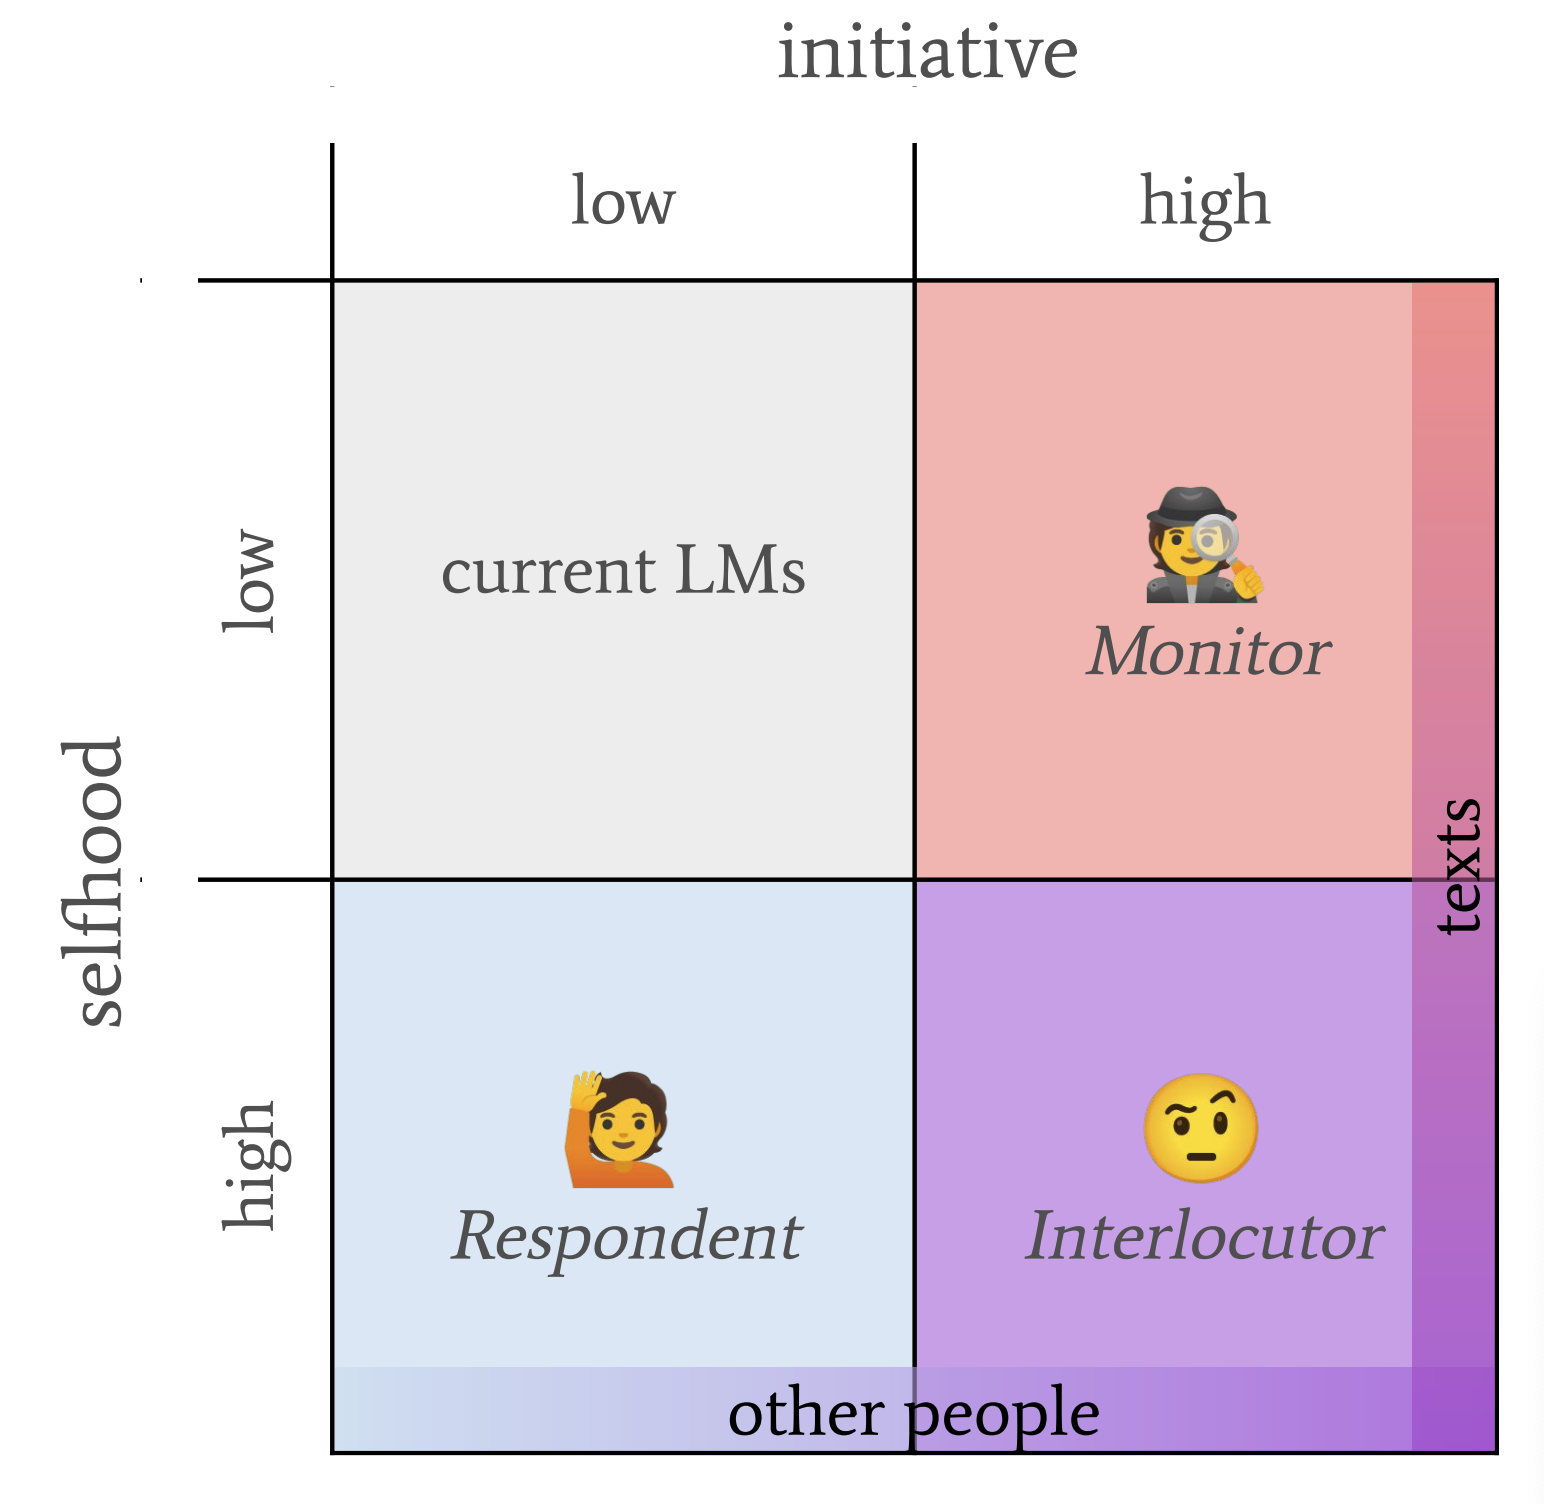 initiative
low
high
selfhood
low
current LMs
Monitor
texts
high
Respondent
Interlocutor
other people